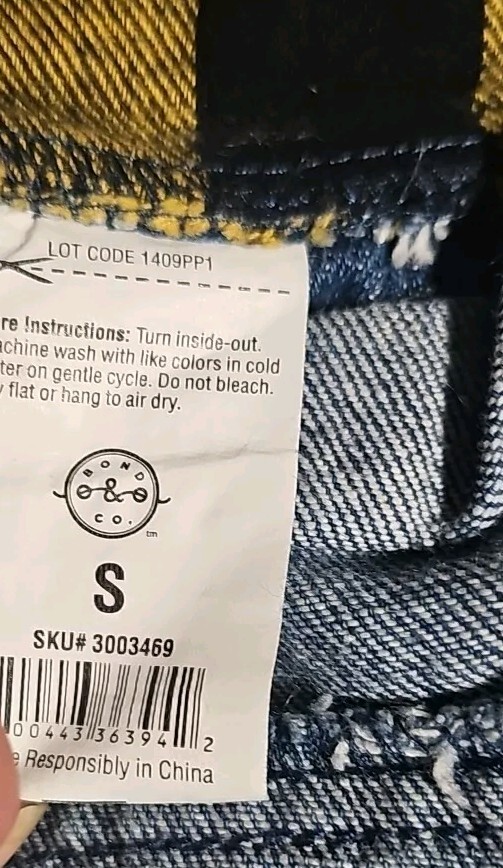 LOT CODE 1409PP1
re Instructions: Turn inside-out.
achine wash with like colors in cold
ter on gentle cycle. Do not bleach.
y flat or hang to air dry.
BOND
&
CO.
tm
S
SKU# 3003469
00443 36394 2
e Responsibly in China